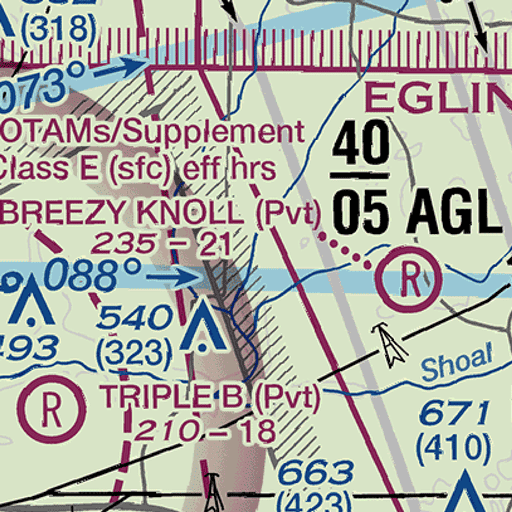 (318)
073°
EGLIN
OTAMs/Supplement
Class E (sfc) eff hrs
40
05 AGL
BREEZY KNOLL (Pvt)
235 – 21
R
088°
540
(323)
493
Shoal
R
TRIPLE B (Pvt)
210 – 18
671
(410)
663
(423)